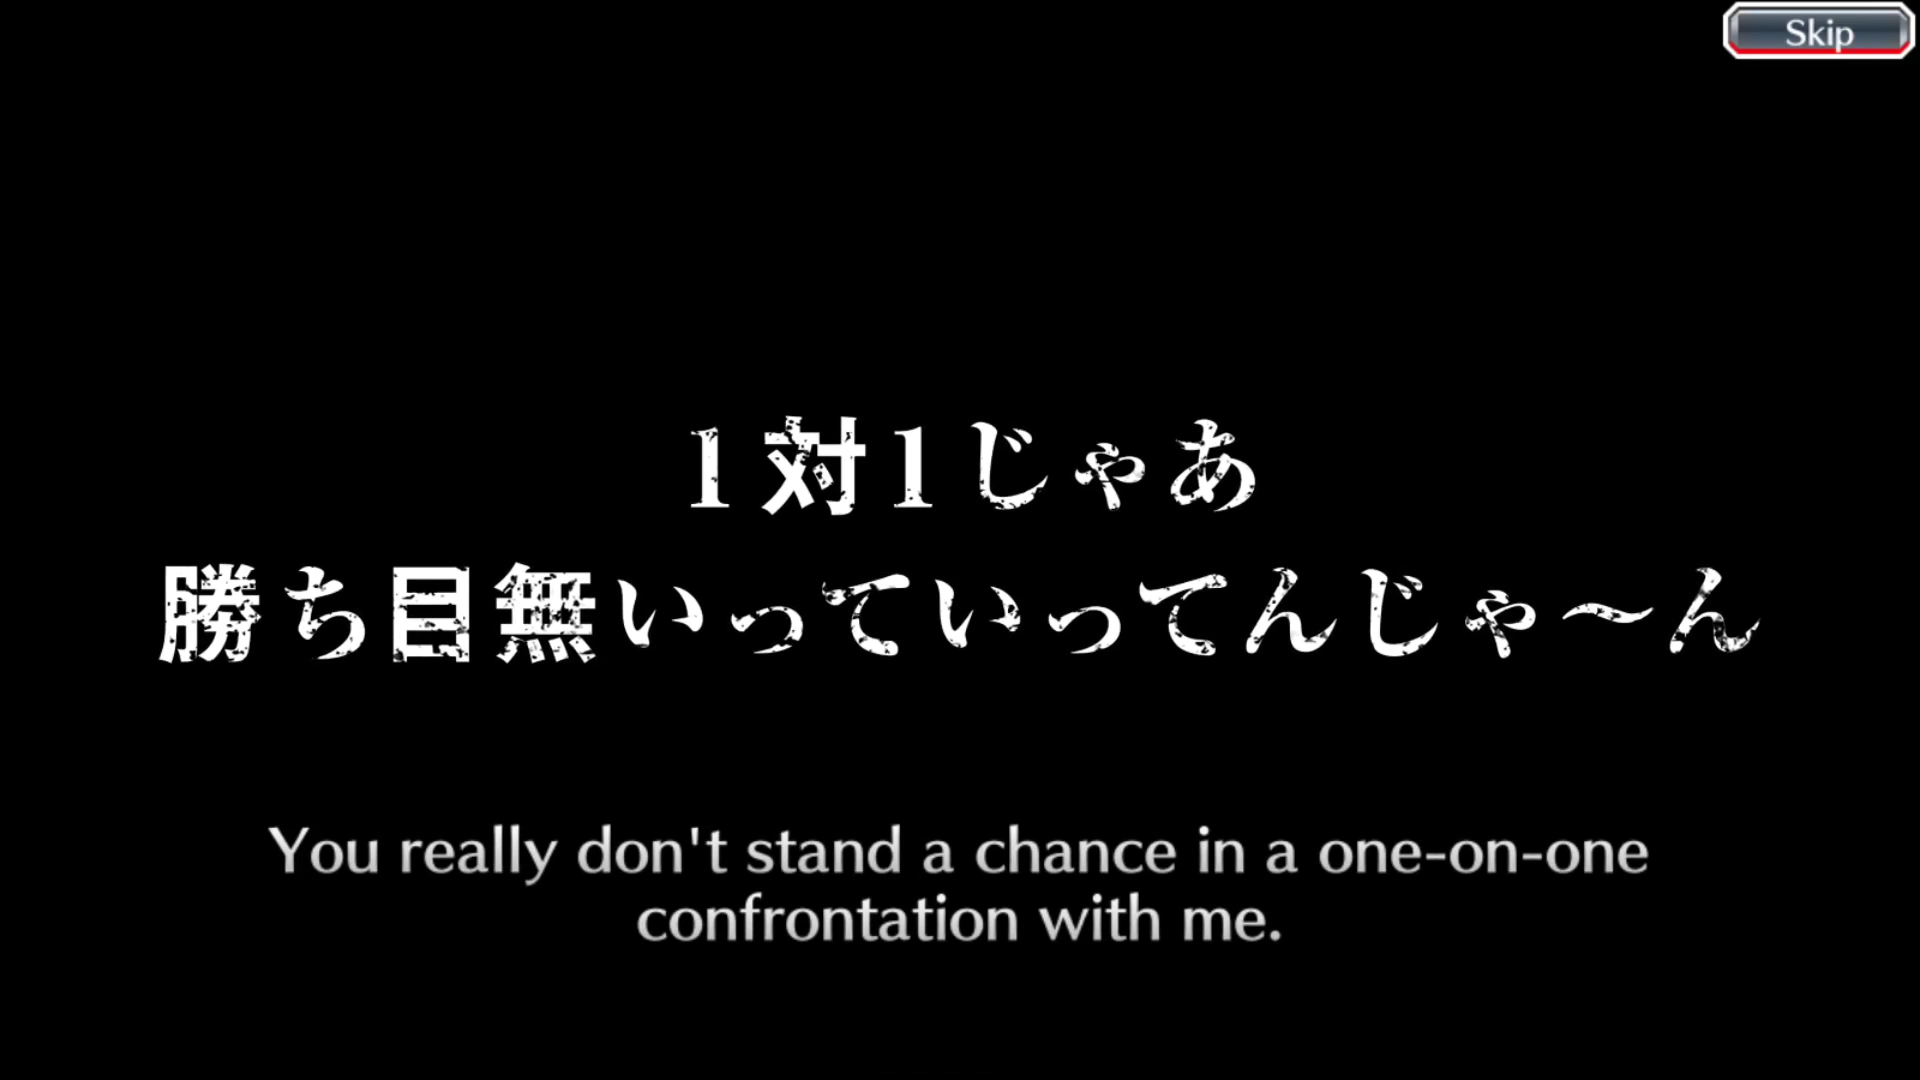 Skip
1対1じゃあ
勝ち目無いっていってんじゃ～ん
You really don't stand a chance in a one-on-one
confrontation with me.